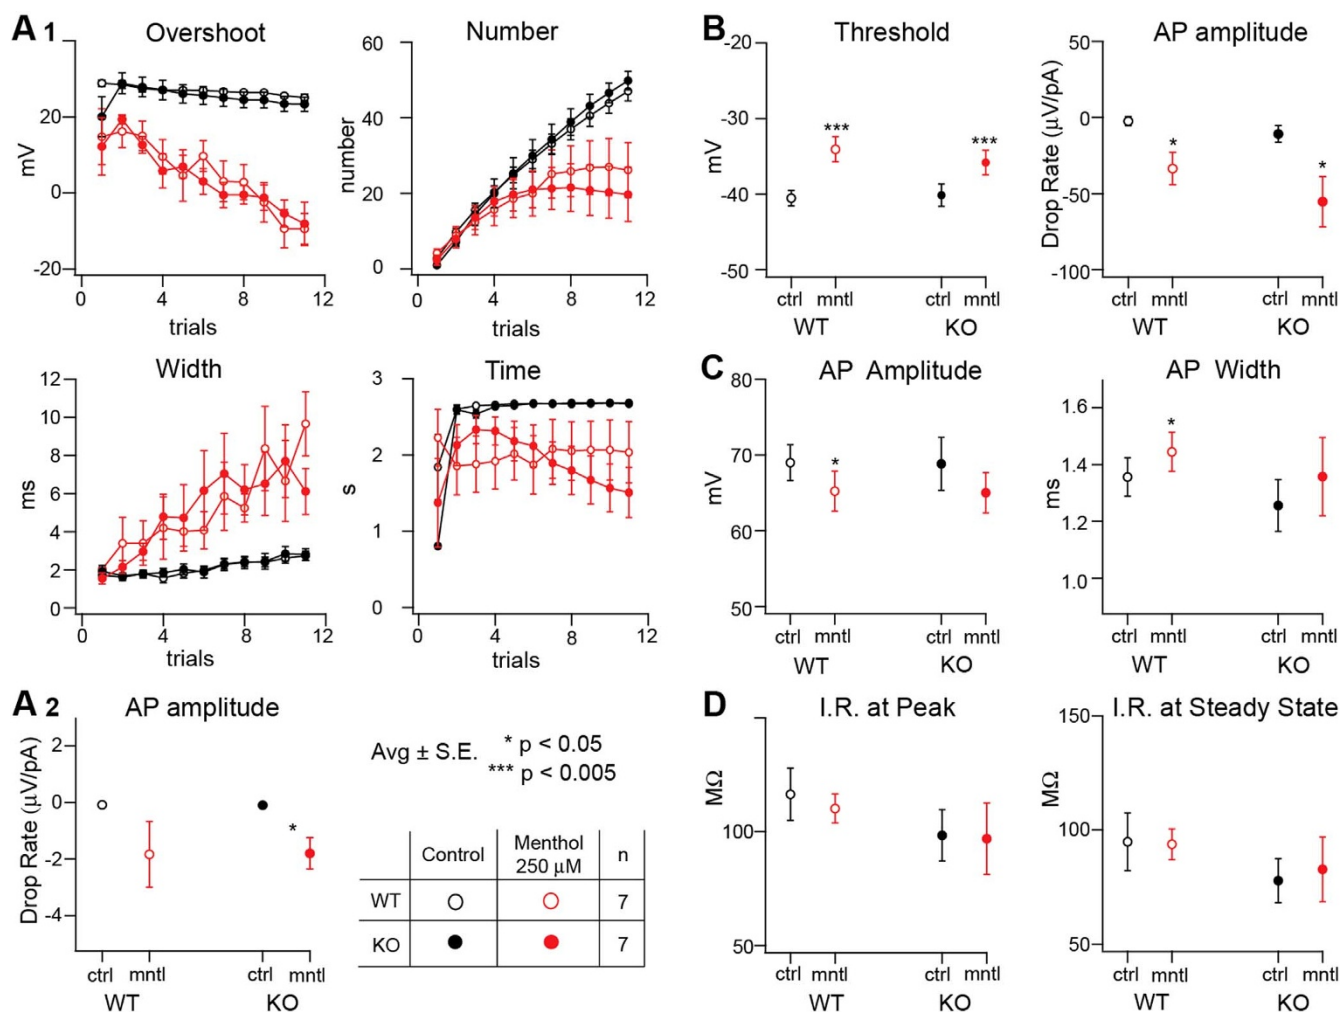 A 1
Overshoot
mV
20
0
-20
0 4 8 12
trials
Number
number
60
40
20
0
0 4 8 12
trials
Width
ms
12
10
8
6
4
2
0
0 4 8 12
trials
Time
s
3
2
1
0
0 4 8 12
trials
A 2
AP amplitude
Drop Rate (µV/pA)
2
0
-2
-4
*
ctrl mntl ctrl mntl
WT KO
Avg ± S.E.
* p < 0.05
*** p < 0.005
Control Menthol n
250 µM
WT 7
KO 7
B
Threshold
mV
-20
-30
-40
-50
*** ***
ctrl mntl ctrl mntl
WT KO
AP amplitude
Drop Rate (µV/pA)
50
0
-50
-100
* *
ctrl mntl ctrl mntl
WT KO
C
AP Amplitude
mV
80
70
60
50
*
ctrl mntl ctrl mntl
WT KO
AP Width
ms
1.6
1.4
1.2
1.0
*
ctrl mntl ctrl mntl
WT KO
D
I.R. at Peak
MΩ
100
50
ctrl mntl ctrl mntl
WT KO
I.R. at Steady State
MΩ
150
100
50
ctrl mntl ctrl mntl
WT KO